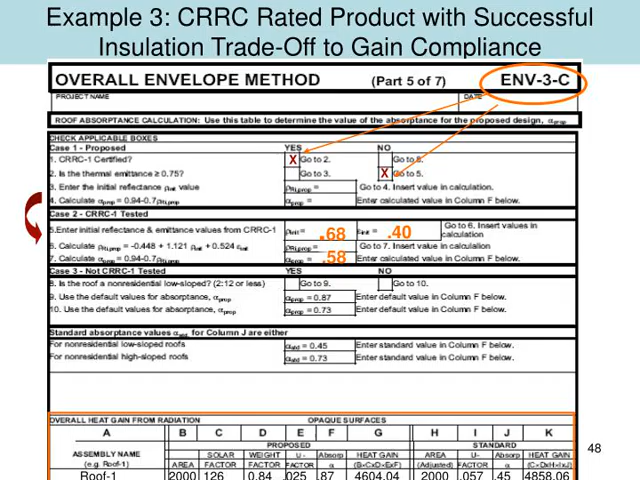 Example 3: CRRC Rated Product with Successful
Insulation Trade-Off to Gain Compliance
OVERALL ENVELOPE METHOD (Part 5 of 7) ENV-3-C
PROJECT NAME DATE
ROOF ABSORPTANCE CALCULATION: Use this table to determine the value of the absorptance for the proposed design, αprop
CHECK APPLICABLE BOXES
Case 1 - Proposed YES NO
1. CRRC-1 Certified? X Go to 2. Go to 8.
2. Is the thermal emittance ≥ 0.75? Go to 3. X Go to 5.
3. Enter the initial reflectance ρinit value Go to 4. Insert value in calculation.
4. Calculate αprop = 0.94-0.7 αprop = Enter calculated value in Column F below.
Case 2 - CRRC-1 Tested
5.Enter initial reflectance & emittance values from CRRC-1 ρinit= .68 εinit= .40 Go to 6. Insert values in
calculation
6. Calculate = -0.448 + 1.121 ρinit + 0.524 εinit Go to 7. Insert value in calculation
7. Calculate αprop = 0.94-0.7 αprop = .58 Enter calculated value in Column F below.
Case 3 - Not CRRC-1 Tested YES NO
8. Is the roof a nonresidential low-sloped? (2:12 or less) Go to 9. Go to 10.
9. Use the default values for absorptance, αprop αprop = 0.87 Enter default value in Column F below.
10. Use the default values for absorptance, αprop αprop = 0.73 Enter default value in Column F below.
Standard absorptance values αstd, for Column J are either
For nonresidential low-sloped roofs αstd = 0.45 Enter standard value in Column F below.
For nonresidential high-sloped roofs αstd = 0.73 Enter standard value in Column F below.
48
OVERALL HEAT GAIN FROM RADIATION OPAQUE SURFACES
A B C D E F G H I J K
PROPOSED STANDARD
ASSEMBLY NAME SOLAR WEIGHT U - Absorp HEAT GAIN AREA U- Absorp HEAT GAIN
(e.g. Roof-1) AREA FACTOR FACTOR FACTOR α (BxCxDxExF) (Adjusted) FACTOR α (CxDxHxIxJ)
Roof-1 2000 126 0.84 .025 .87 4604.04 2000 .057 .45 4858.06